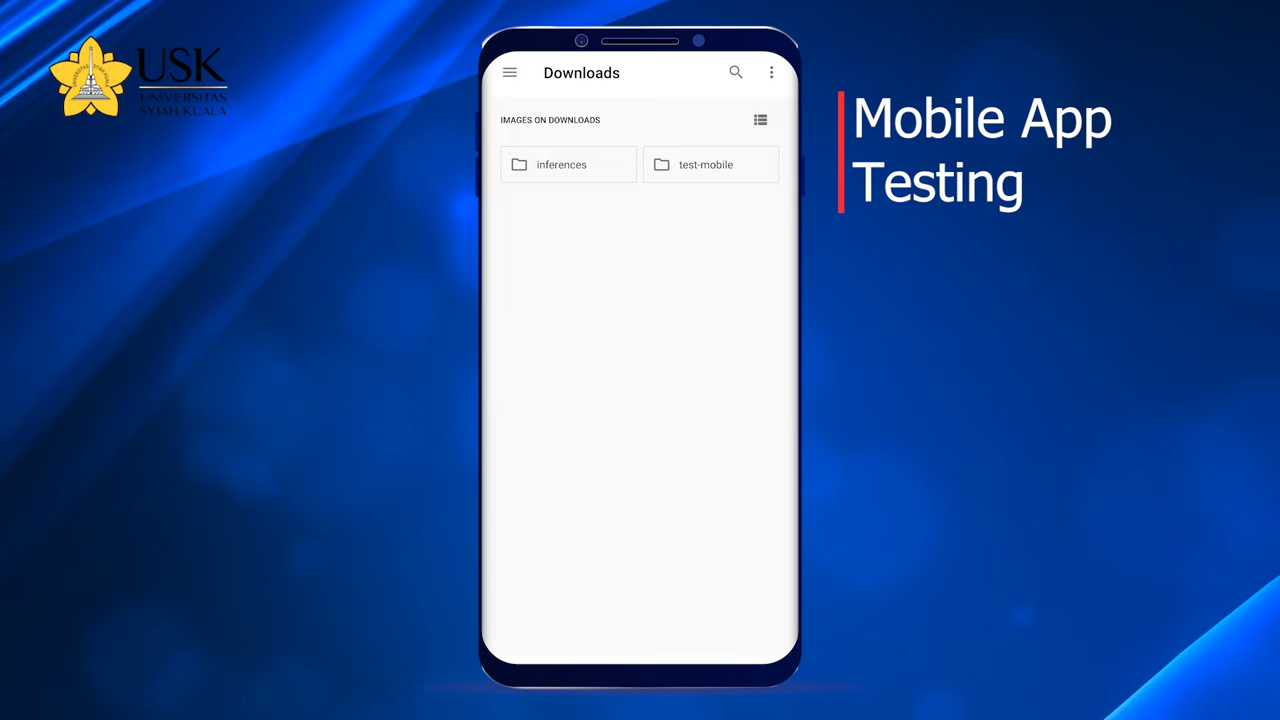 USK
UNIVERSITAS
SYIAH KUALA
Downloads
IMAGES ON DOWNLOADS
inferences
test-mobile
Mobile App
Testing